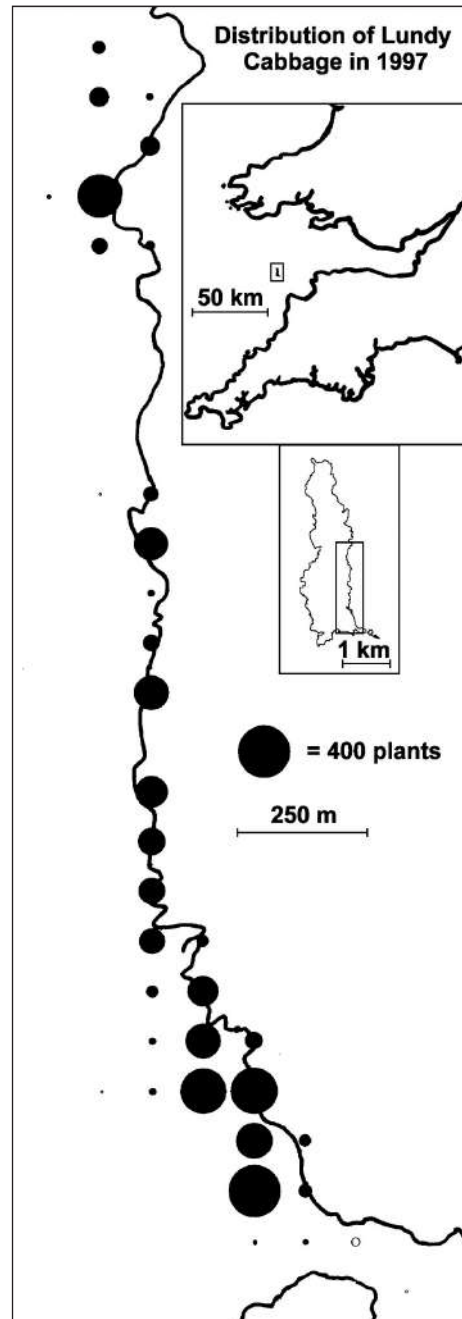 Distribution of Lundy
Cabbage in 1997
50 km
1 km
= 400 plants
250 m